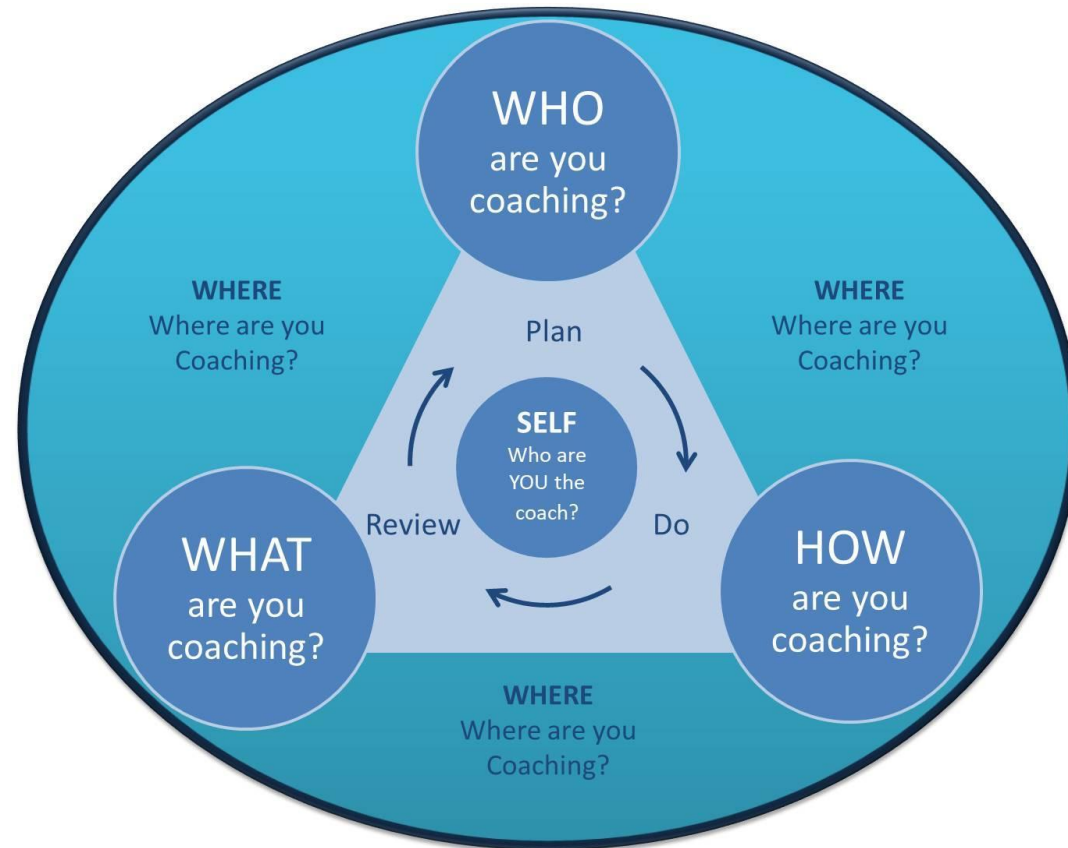 WHO
are you
coaching?
WHERE
Where are you
Coaching?
WHERE
Where are you
Coaching?
Plan
SELF
Who are
YOU the
coach?
Review
Do
WHAT
are you
coaching?
HOW
are you
coaching?
WHERE
Where are you
Coaching?